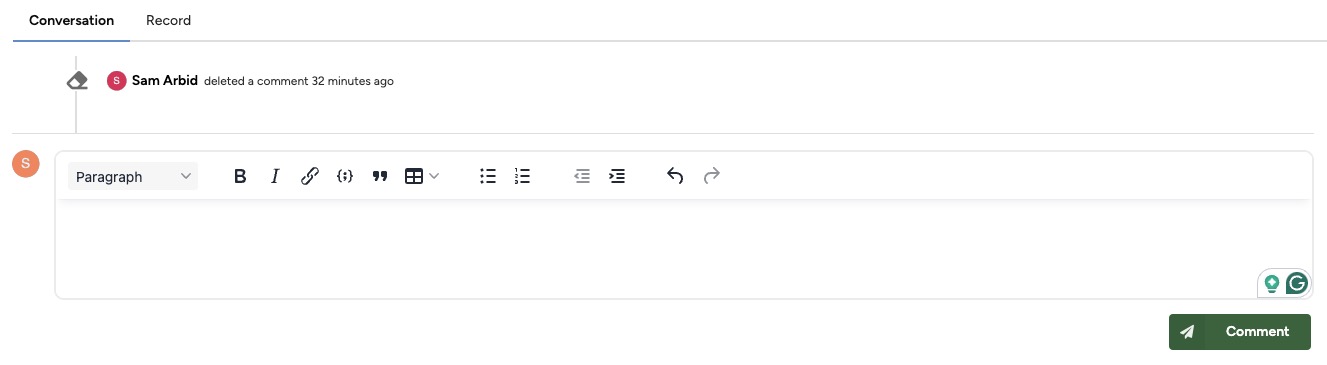 Conversation Record
S Sam Arbid deleted a comment 32 minutes ago
S
Paragraph B I {;} "
G
Comment